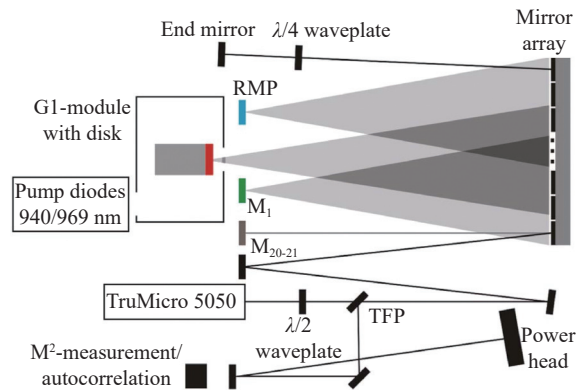 End mirror
λ/4 waveplate
Mirror
array
RMP
G1-module
with disk
Pump diodes
940/969 nm
M₁
M₂₀₋₂₁
TruMicro 5050
λ/2
waveplate
TFP
Power
head
M²-measurement/
autocorrelation